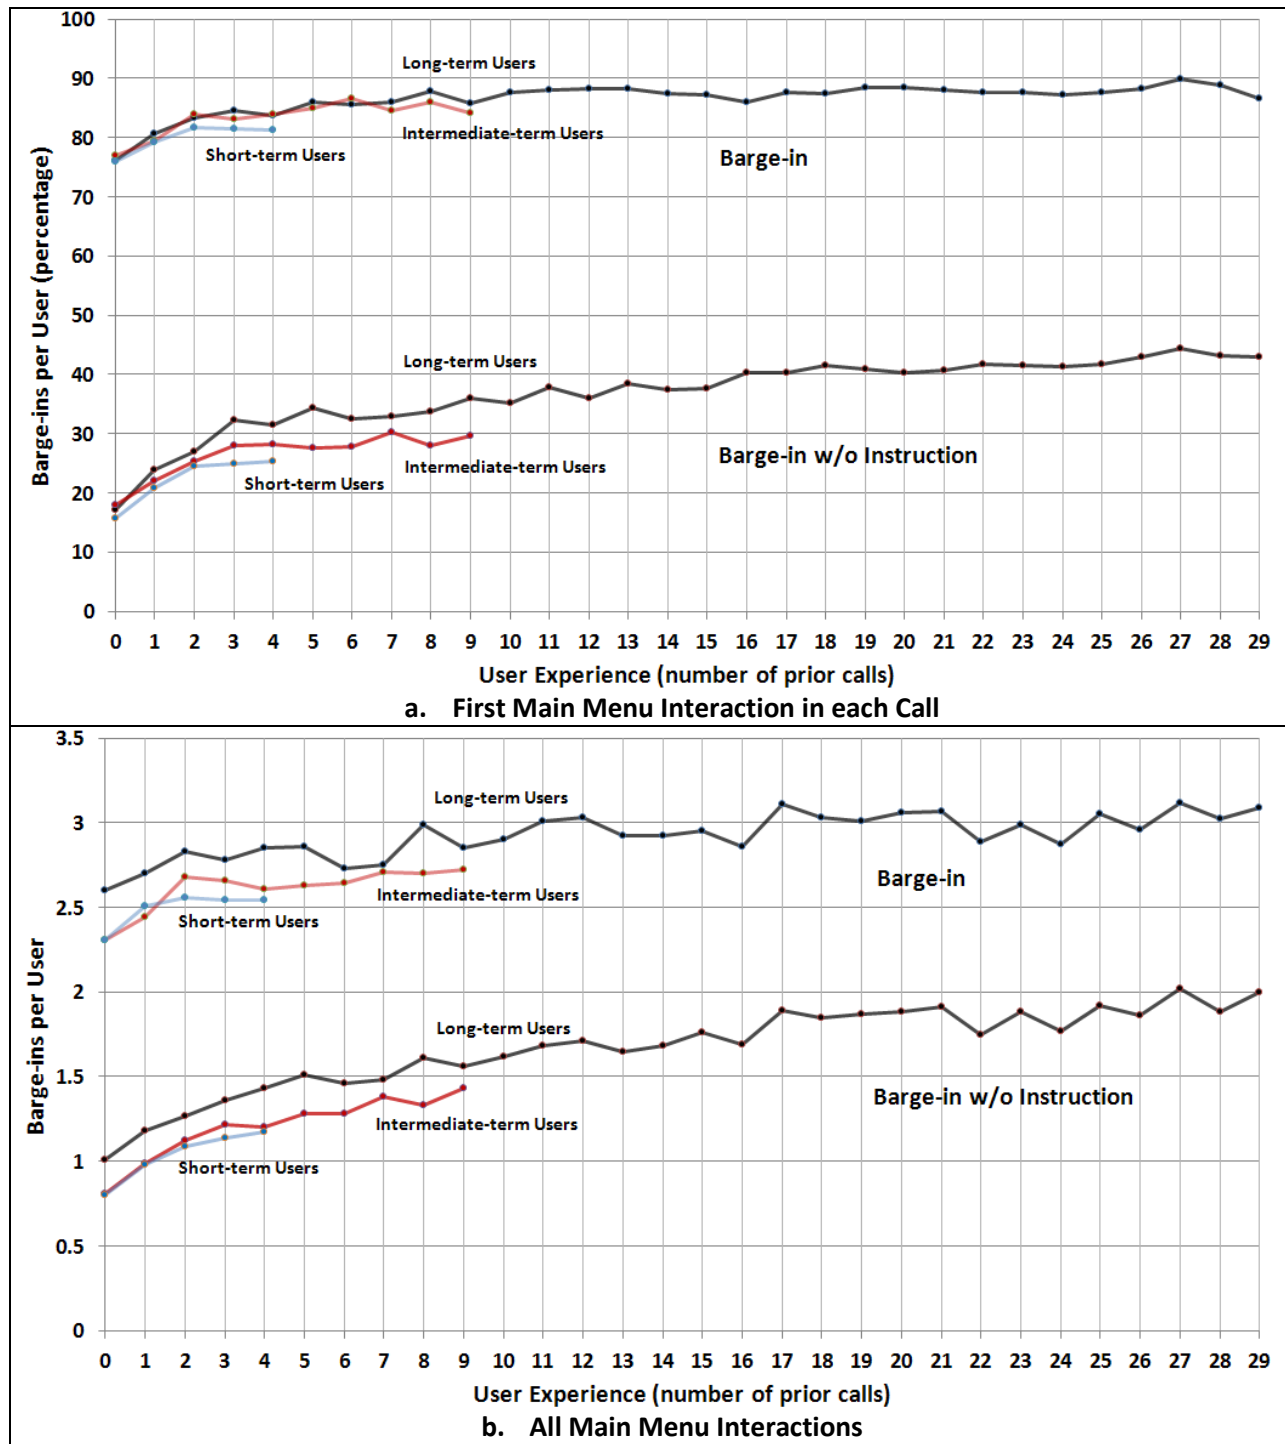 100
90
80
70
60
50
40
30
20
10
0
Barge-ins per User (percentage)
Long-term Users
Intermediate-term Users
Short-term Users
Barge-in
Long-term Users
Intermediate-term Users
Short-term Users
Barge-in w/o Instruction
0 1 2 3 4 5 6 7 8 9 10 11 12 13 14 15 16 17 18 19 20 21 22 23 24 25 26 27 28 29
User Experience (number of prior calls)
a. First Main Menu Interaction in each Call
3.5
3
2.5
2
1.5
1
0.5
0
Barge-ins per User
Long-term Users
Barge-in
Intermediate-term Users
Short-term Users
Long-term Users
Barge-in w/o Instruction
Intermediate-term Users
Short-term Users
0 1 2 3 4 5 6 7 8 9 10 11 12 13 14 15 16 17 18 19 20 21 22 23 24 25 26 27 28 29
User Experience (number of prior calls)
b. All Main Menu Interactions